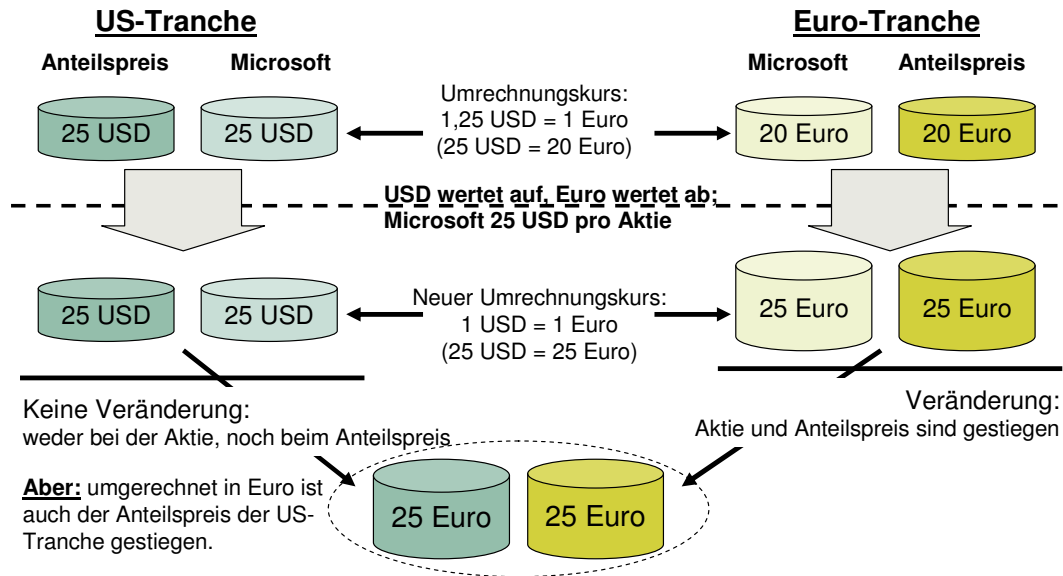 US-Tranche
Euro-Tranche
Anteilspreis
Microsoft
Microsoft
Anteilspreis
25 USD
25 USD
Umrechnungskurs:
1,25 USD = 1 Euro
(25 USD = 20 Euro)
20 Euro
20 Euro
USD wertet auf, Euro wertet ab;
Microsoft 25 USD pro Aktie
25 USD
25 USD
Neuer Umrechnungskurs:
1 USD = 1 Euro
(25 USD = 25 Euro)
25 Euro
25 Euro
Keine Veränderung:
weder bei der Aktie, noch beim Anteilspreis
Veränderung:
Aktie und Anteilspreis sind gestiegen
Aber: umgerechnet in Euro ist
auch der Anteilspreis der US-
Tranche gestiegen.
25 Euro
25 Euro